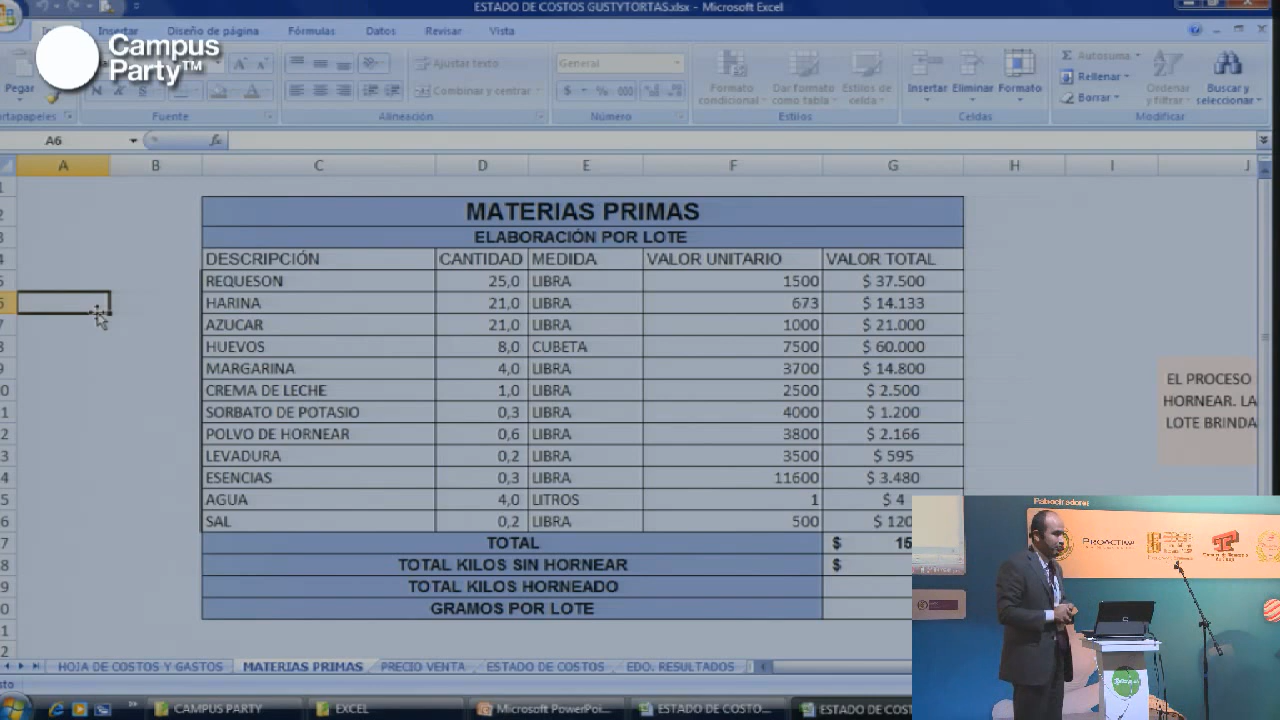 ESTADO DE COSTOS GUSTYTORTAS.xlsx - Microsoft Excel
Insertar Diseño de página Fórmulas Datos Revisar Vista
Campus
Party™
Pegar
Ajustar texto
Combinar y centrar
General
Formato condicional
Dar formato como tabla
Estilos de celda
Insertar Eliminar Formato
Autosuma
Rellenar
Borrar
Ordenar y filtrar
Buscar y seleccionar
Fuente Alineación Número Estilos Celdas Modificar
A6 fx
A B C D E F G H I J
MATERIAS PRIMAS
ELABORACIÓN POR LOTE
DESCRIPCIÓN CANTIDAD MEDIDA VALOR UNITARIO VALOR TOTAL
REQUESON 25,0 LIBRA 1500 $ 37.500
HARINA 21,0 LIBRA 673 $ 14.133
AZUCAR 21,0 LIBRA 1000 $ 21.000
HUEVOS 8,0 CUBETA 7500 $ 60.000
MARGARINA 4,0 LIBRA 3700 $ 14.800
CREMA DE LECHE 1,0 LIBRA 2500 $ 2.500
SORBATO DE POTASIO 0,3 LIBRA 4000 $ 1.200
POLVO DE HORNEAR 0,6 LIBRA 3800 $ 2.166
LEVADURA 0,2 LIBRA 3500 $ 595
ESENCIAS 0,3 LIBRA 11600 $ 3.480
AGUA 4,0 LITROS 1 $ 4
SAL 0,2 LIBRA 500 $ 120
TOTAL $ 15
TOTAL KILOS SIN HORNEAR $
TOTAL KILOS HORNEADO
GRAMOS POR LOTE
EL PROCESO
HORNEAR. LA
LOTE BRINDA
Patrocinadores
PROACTIVA
HOJA DE COSTOS Y GASTOS MATERIAS PRIMAS PRECIO VENTA ESTADO DE COSTOS EDO. RESULTADOS
CAMPUS PARTY EXCEL Microsoft PowerPoi... ESTADO DE COSTO... ESTADO DE COS